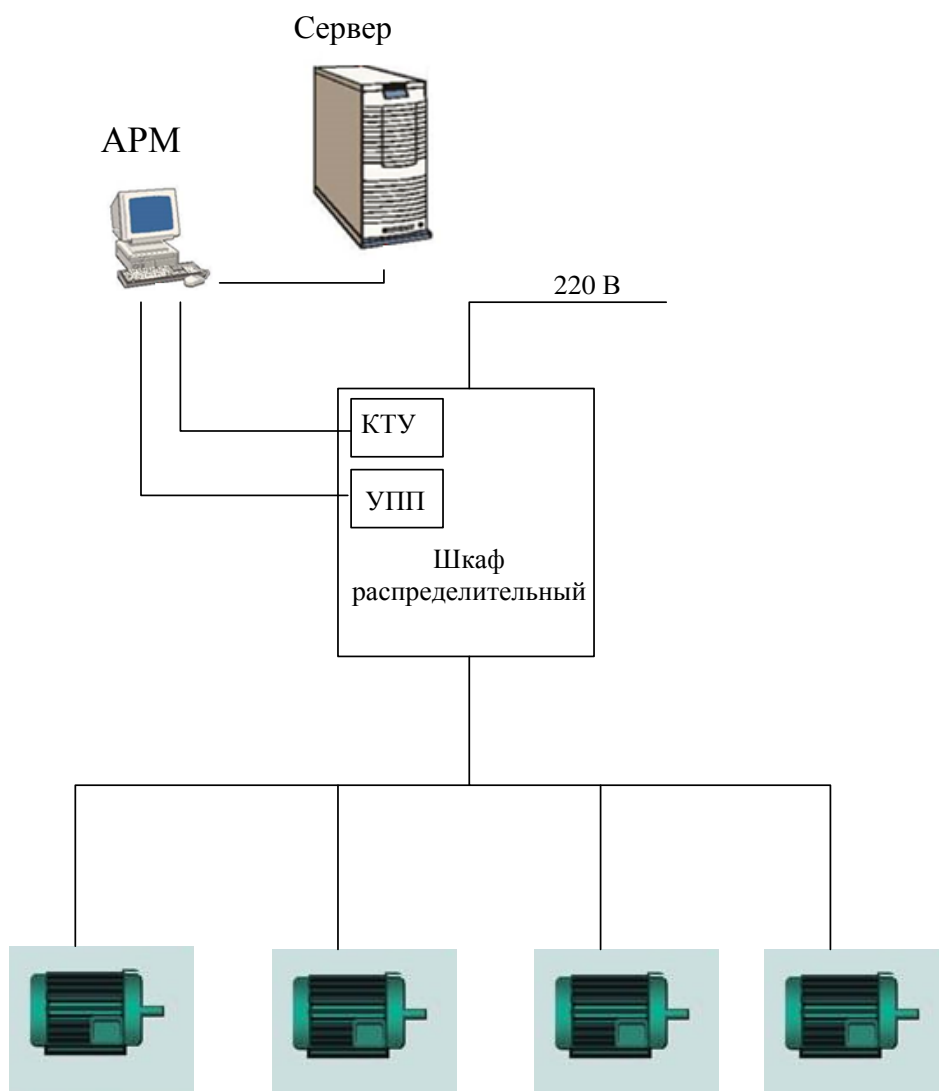 Сервер
АРМ
220 В
КТУ
УПП
Шкаф
распределительный